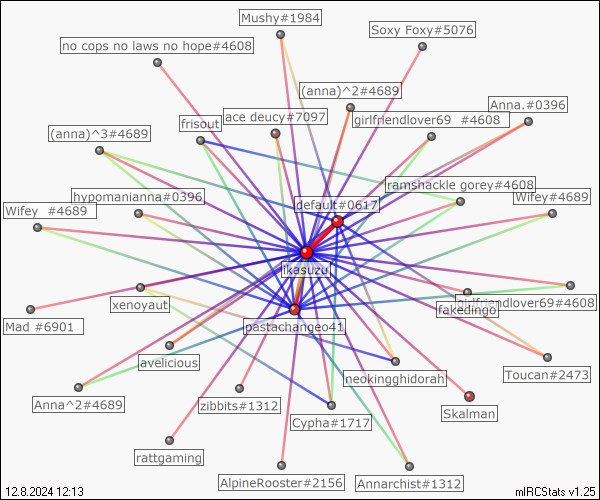 Mushy#1984
Soxy Foxy#5076
no cops no laws no hope#4608
(anna)^2#4689
Anna.#0396
ace deucy#7097
girlfriendlover69 #4608
frisout
(anna)^3#4689
ramshackle gorey#4608
hypomanianna#0396
Wifey#4689
default#0617
Wifey #4689
ikasuzu
girlfriendlover69#4608
xenoyaut
fakedingo
Mad #6901
pastachangeo41
avelicious
neokingghidorah
Toucan#2473
Anna^2#4689
zibbits#1312
Skalman
Cypha#1717
rattgaming
AlpineRooster#2156
Annarchist#1312
12.8.2024 12:13
mIRCStats v1.25